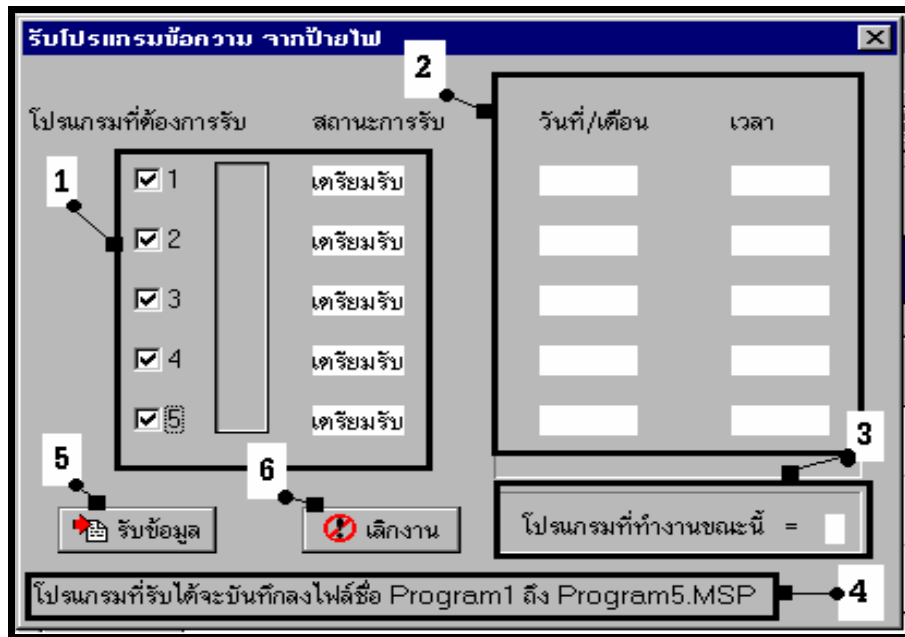 รับโปรแกรมข้อความ จากป้ายไฟ
2
โปรแกรมที่ต้องการรับ สถานะการรับ วันที่/เดือน เวลา
1
1 เตรียมรับ
2 เตรียมรับ
3 เตรียมรับ
4 เตรียมรับ
5 เตรียมรับ
3
5 6
รับข้อมูล เลิกงาน โปรแกรมที่ทำงานขณะนี้ =
โปรแกรมที่รับได้จะบันทึกลงไฟล์ชื่อ Program1 ถึง Program5.MSP 4